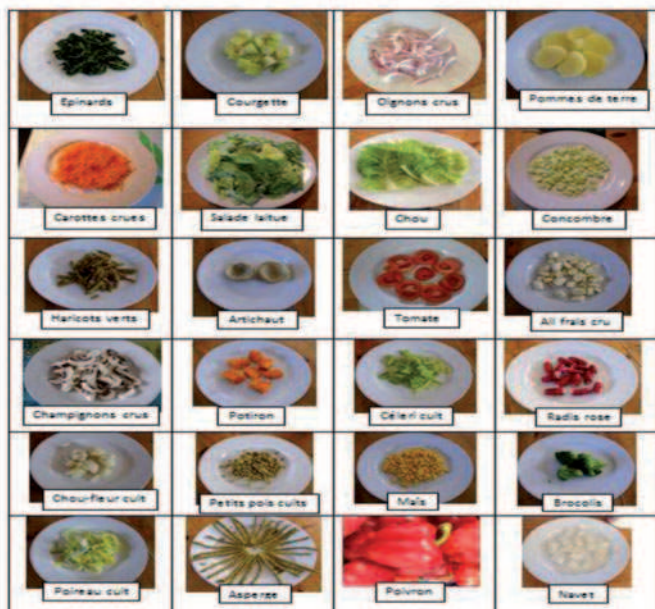 Epinards
Courgette
Oignons crus
Pommes de terre
Carottes crues
Salade laitue
Chou
Concombre
Haricots verts
Artichaut
Tomate
Ail frais cru
Champignons crus
Potiron
Céleri cuit
Radis rose
Chou-fleur cuit
Petits pois cuits
Maïs
Brocolis
Poireau cuit
Asperge
Poivron
Navet